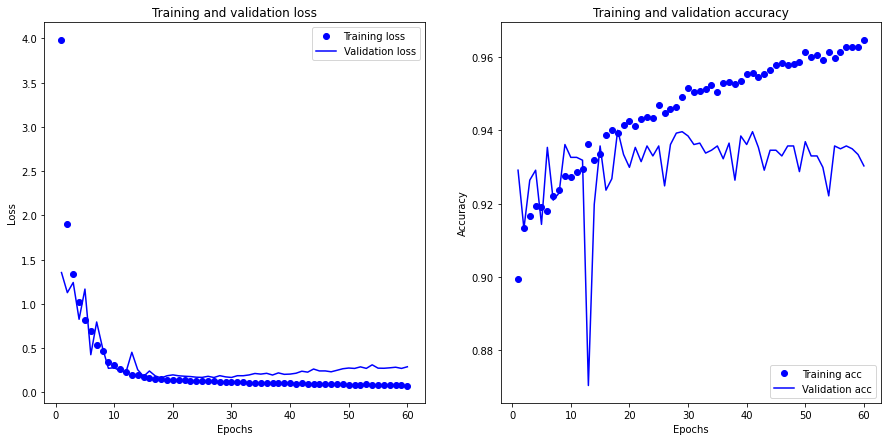 Training and validation loss
Training loss
Validation loss
4.0
3.5
3.0
2.5
2.0
1.5
1.0
0.5
0.0
Loss
0
10
20
30
40
50
60
Epochs
Training and validation accuracy
0.96
0.94
0.92
0.90
0.88
Accuracy
Training acc
Validation acc
0
10
20
30
40
50
60
Epochs